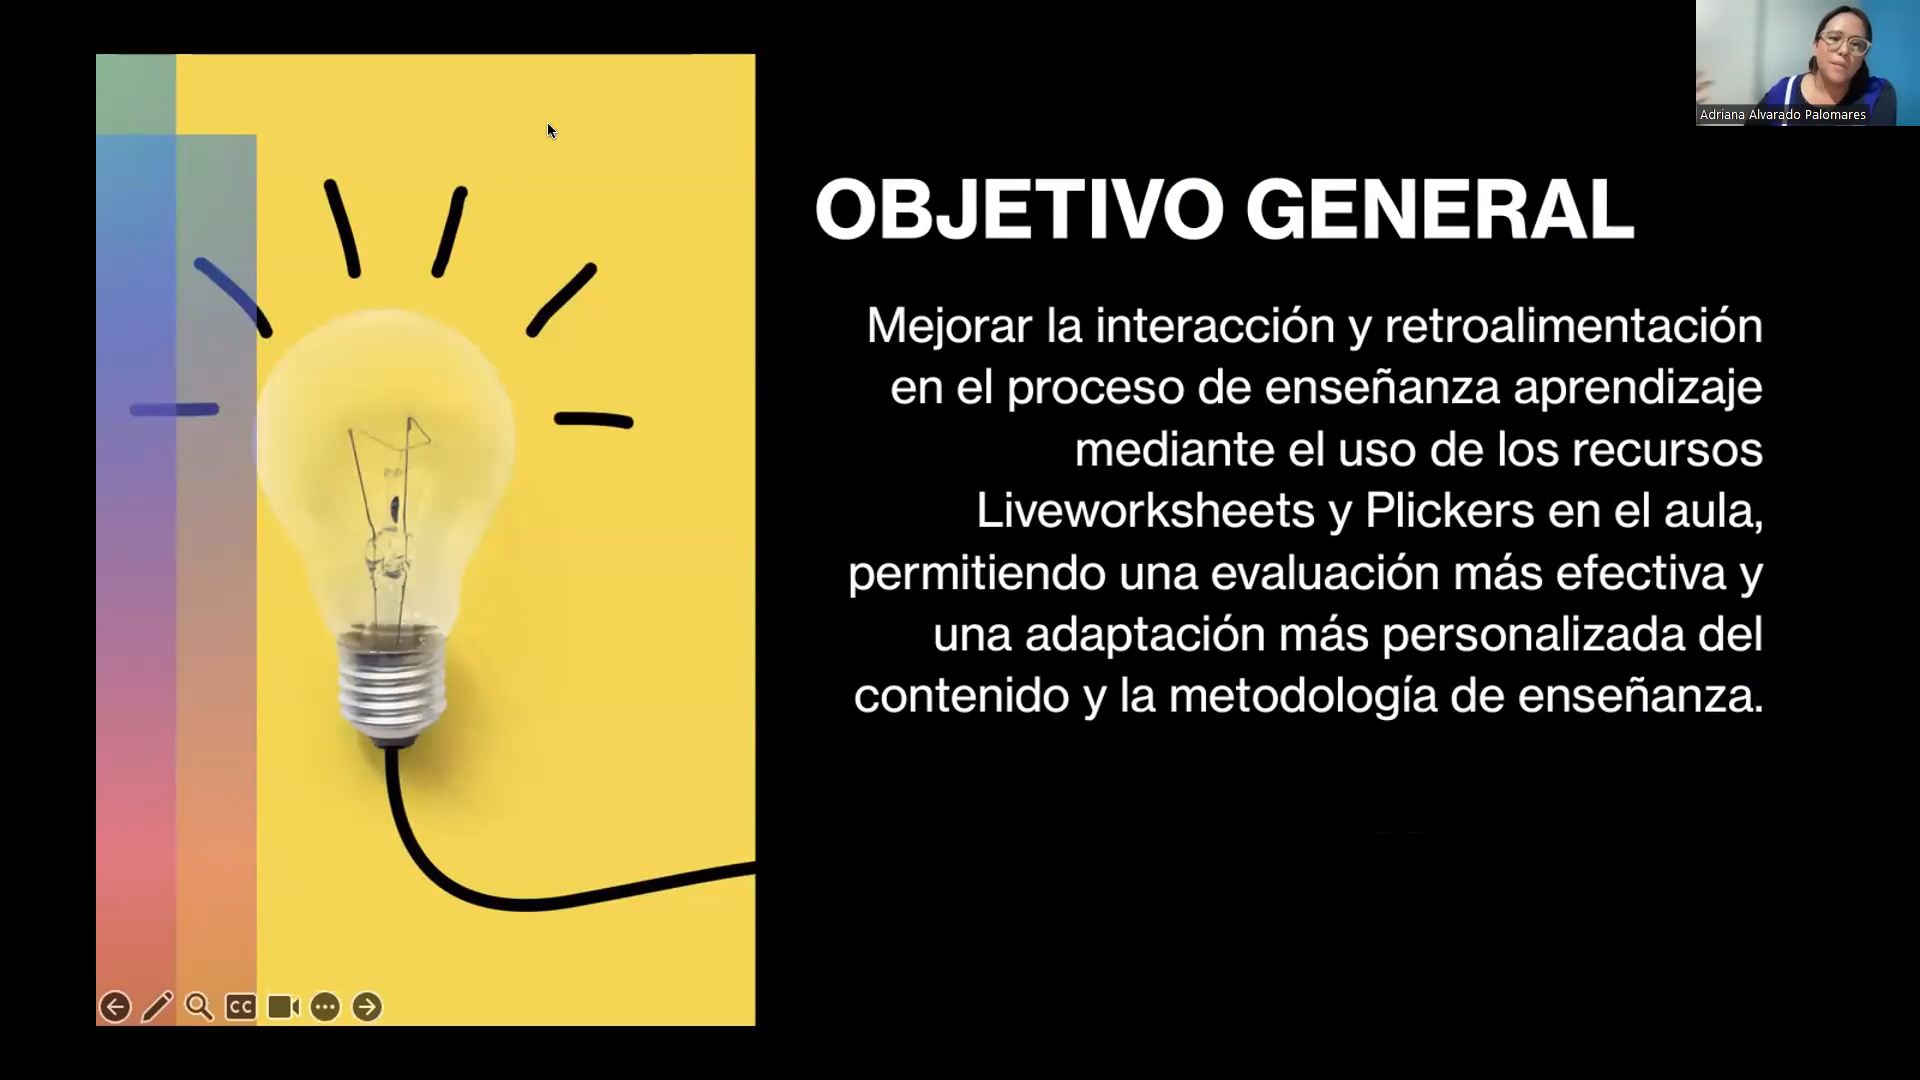 Adriana Alvarado Palomares
OBJETIVO GENERAL
Mejorar la interacción y retroalimentación
en el proceso de enseñanza aprendizaje
mediante el uso de los recursos
Liveworksheets y Plickers en el aula,
permitiendo una evaluación más efectiva y
una adaptación más personalizada del
contenido y la metodología de enseñanza.
CC